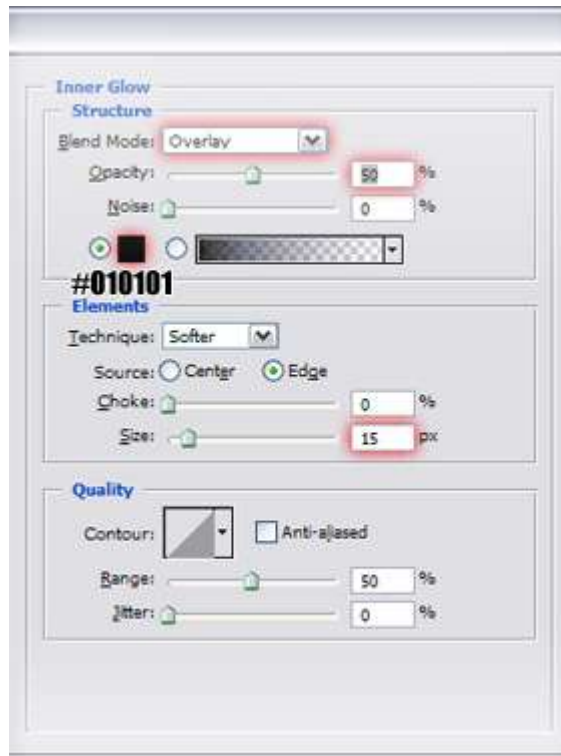 Inner Glow
Structure
Blend Mode: Overlay
Opacity: 50 %
Noise: 0 %
#010101
Elements
Technique: Softer
Source: Center Edge
Choke: 0 %
Size: 15 px
Quality
Contour: Anti-aliased
Range: 50 %
Jitter: 0 %